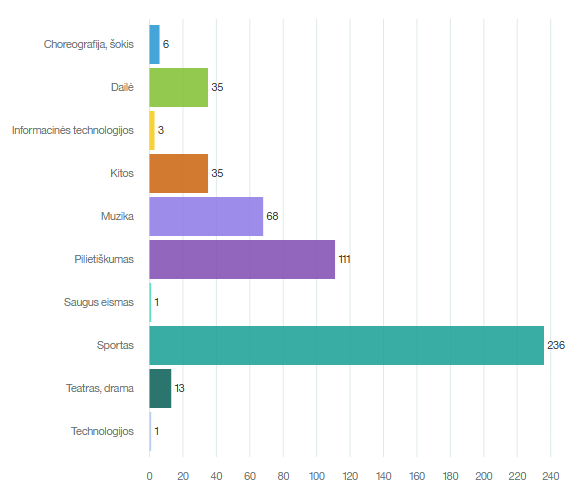 Choreografija, šokis 6
Dailė 35
Informacinės technologijos 3
Kitos 35
Muzika 68
Pilietiškumas 111
Saugus eismas 1
Sportas 236
Teatras, drama 13
Technologijos 1
0 20 40 60 80 100 120 140 160 180 200 220 240